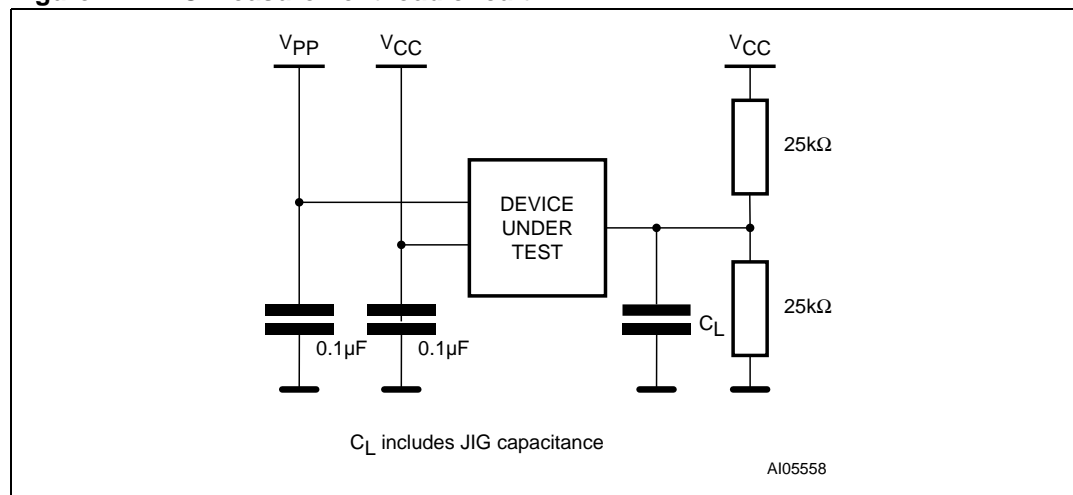 VPP VCC VCC
25kΩ
DEVICE
UNDER
TEST
25kΩ
CL
0.1µF 0.1µF
CL includes JIG capacitance
AI05558